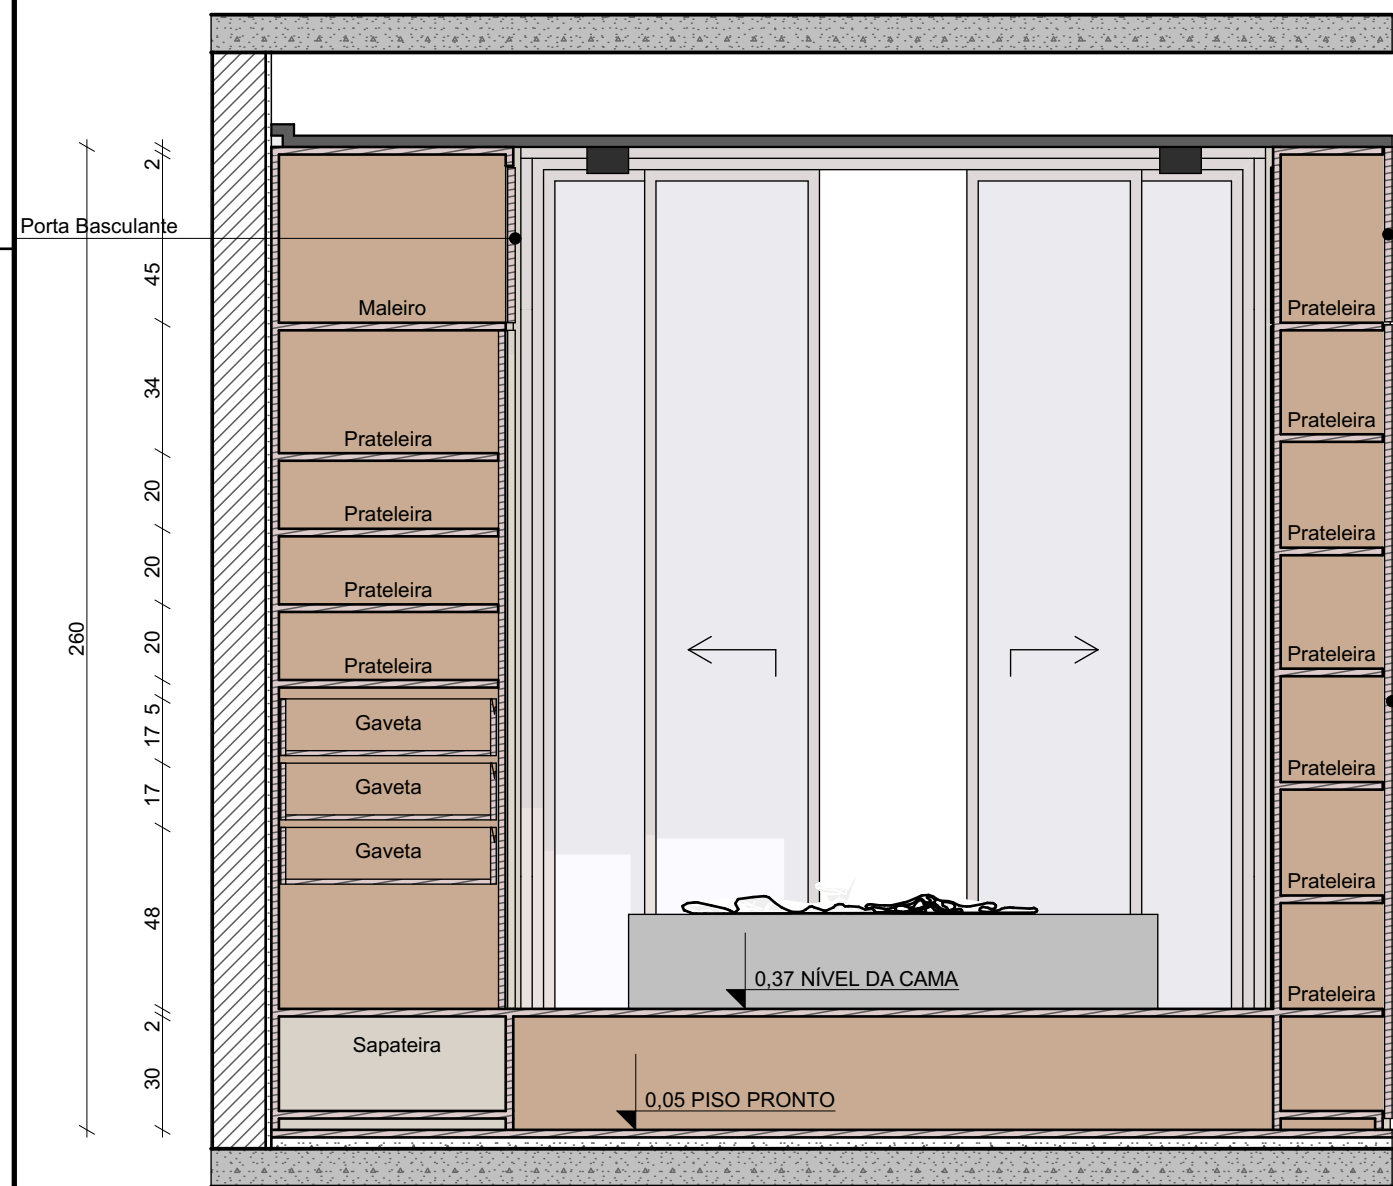 2
Porta Basculante
45
Maleiro
Prateleira
34
Prateleira
Prateleira
20
Prateleira
Prateleira
20
Prateleira
260
20
Prateleira
Prateleira
5
17
Gaveta
Prateleira
17
Gaveta
Gaveta
Prateleira
48
0,37 NÍVEL DA CAMA
Prateleira
2
Sapateira
30
0,05 PISO PRONTO